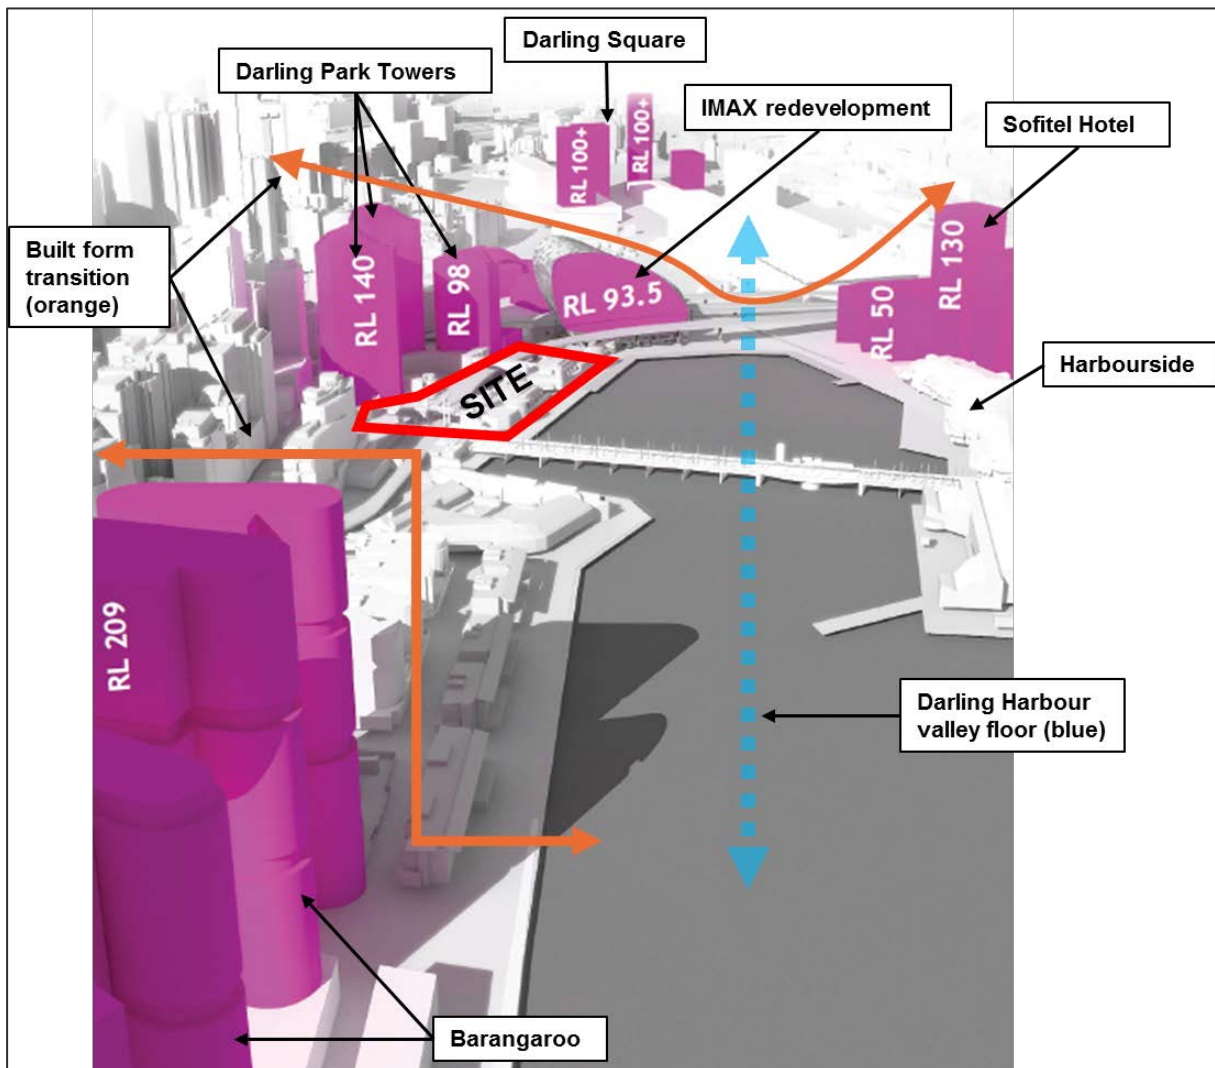 Darling Square
Darling Park Towers
IMAX redevelopment
Sofitel Hotel
RL 100+
RL 100+
Built form
transition
(orange)
RL 140
RL 98
RL 93.5
RL 50
RL 130
SITE
Harbourside
RL 209
Darling Harbour
valley floor (blue)
Barangaroo